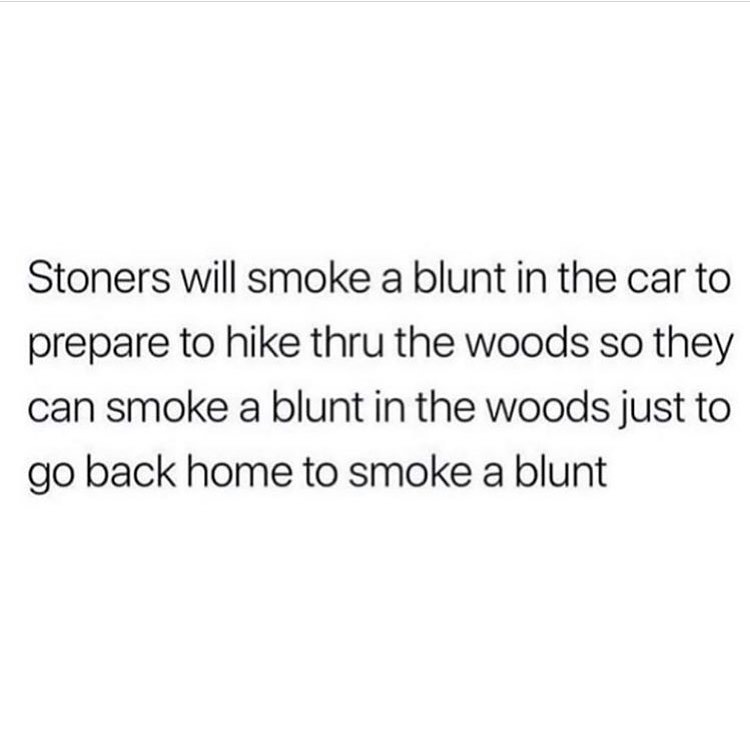 Stoners will smoke a blunt in the car to
prepare to hike thru the woods so they
can smoke a blunt in the woods just to
go back home to smoke a blunt